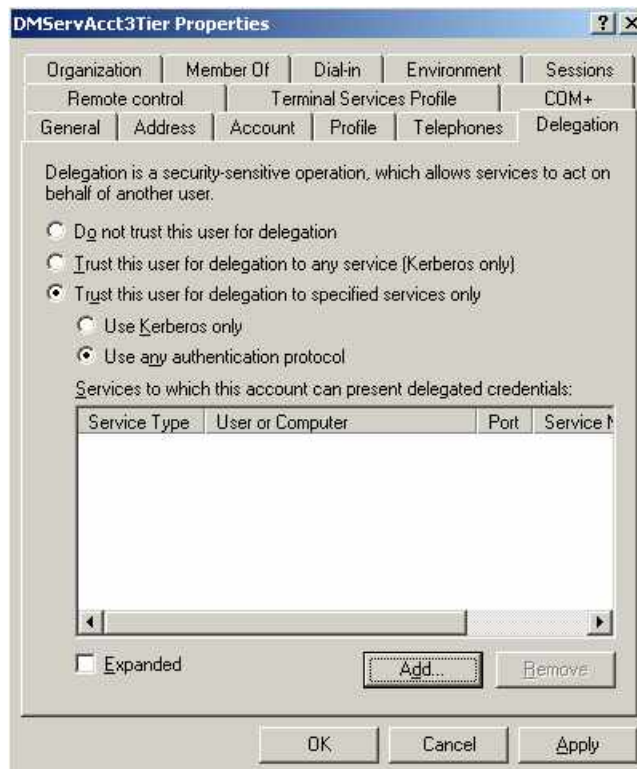 DMServAcct3Tier Properties
Organization Member Of Dial-in Environment Sessions
Remote control Terminal Services Profile COM+
General Address Account Profile Telephones Delegation
Delegation is a security-sensitive operation, which allows services to act on
behalf of another user.
Do not trust this user for delegation
Trust this user for delegation to any service (Kerberos only)
Trust this user for delegation to specified services only
Use Kerberos only
Use any authentication protocol
Services to which this account can present delegated credentials:
Service Type User or Computer Port Service N
Expanded Add... Remove
OK Cancel Apply